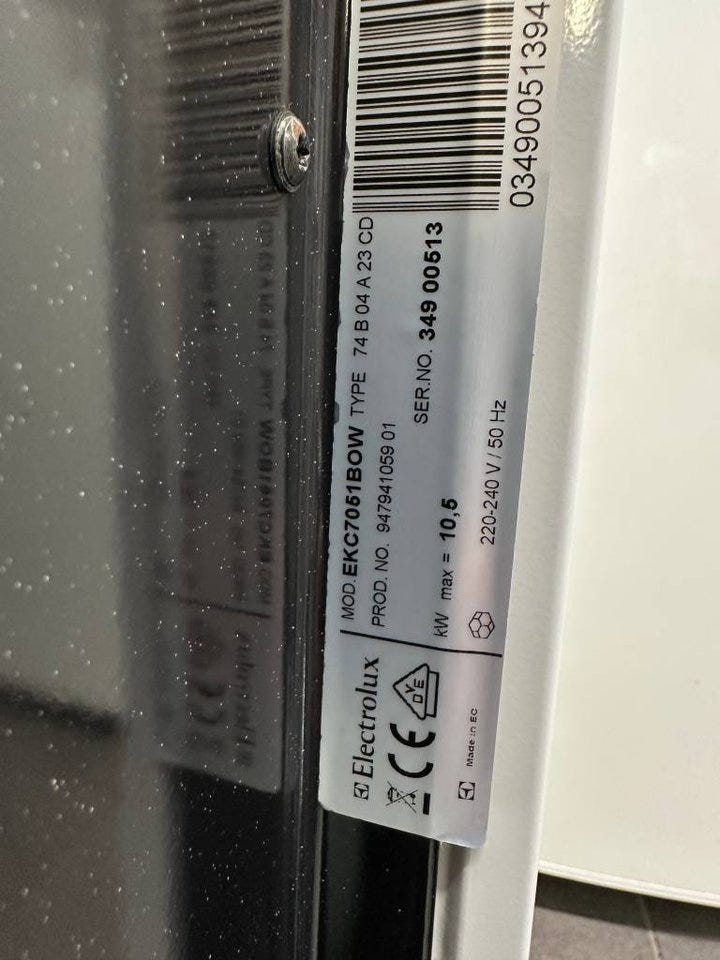 Electrolux
MOD. EKC7051BOW TYPE 74 B 04 A 23 CD
PROD. NO. 947941059 01
SER.NO. 349 00513
kW max = 10,5
220-240 V / 50 Hz
CE
DVE
Made in EC
03490051394